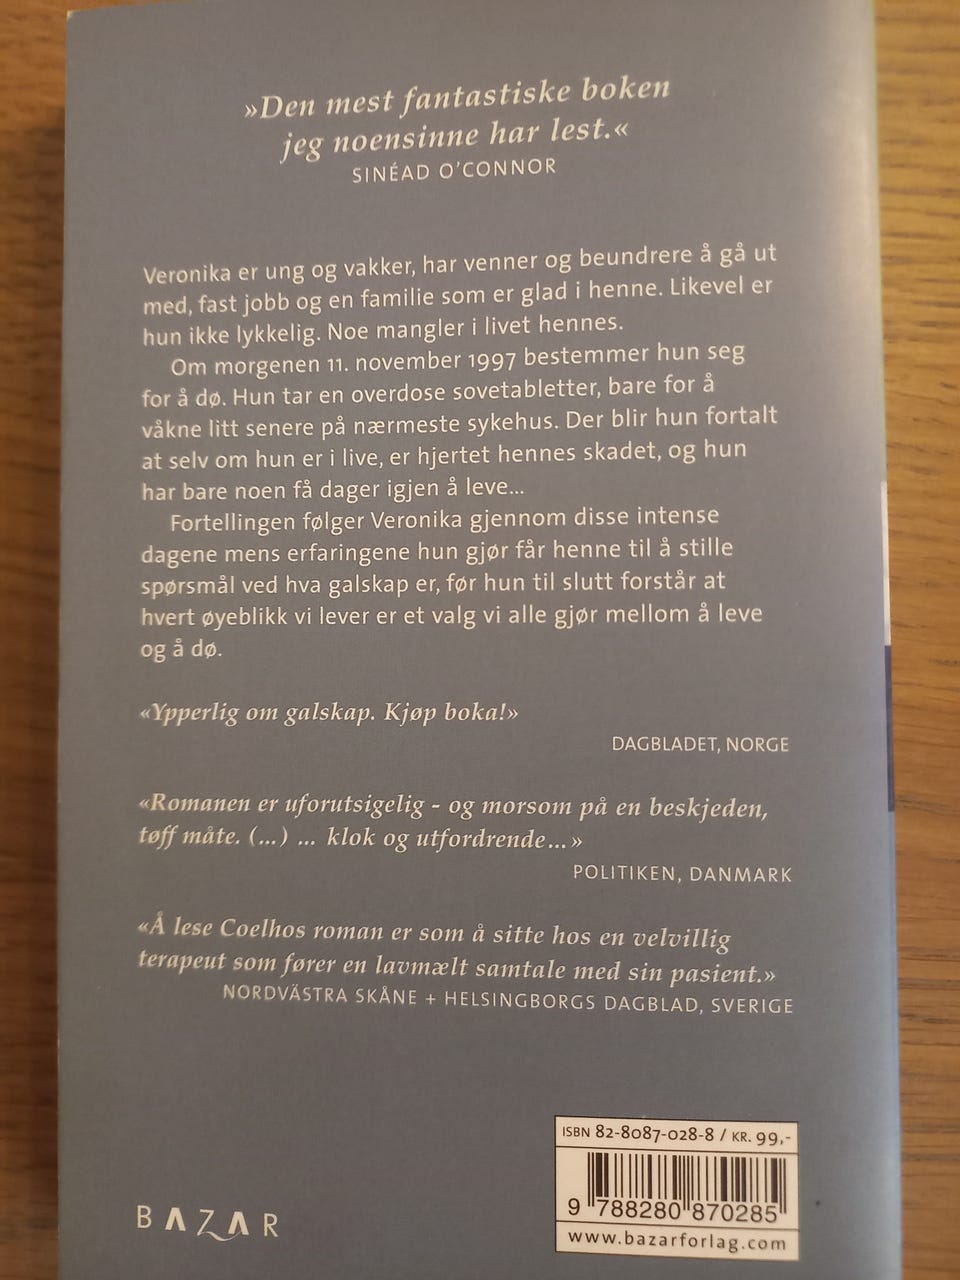 »Den mest fantastiske boken
jeg noensinne har lest.«
SINÉAD O'CONNOR
Veronika er ung og vakker, har venner og beundrere å gå ut
med, fast jobb og en familie som er glad i henne. Likevel er
hun ikke lykkelig. Noe mangler i livet hennes.
Om morgenen 11. november 1997 bestemmer hun seg
for å dø. Hun tar en overdose sovetabletter, bare for å
våkne litt senere på nærmeste sykehus. Der blir hun fortalt
at selv om hun er i live, er hjertet hennes skadet, og hun
har bare noen få dager igjen å leve...
Fortellingen følger Veronika gjennom disse intense
dagene mens erfaringene hun gjør får henne til å stille
spørsmål ved hva galskap er, før hun til slutt forstår at
hvert øyeblikk vi lever er et valg vi alle gjør mellom å leve
og å dø.
«Ypperlig om galskap. Kjøp boka!»
DAGBLADET, NORGE
«Romanen er uforutsigelig - og morsom på en beskjeden,
tøff måte. (...) ... klok og utfordrende...»
POLITIKEN, DANMARK
«Å lese Coelhos roman er som å sitte hos en velvillig
terapeut som fører en lavmælt samtale med sin pasient.»
NORDVÄSTRA SKÅNE + HELSINGBORGS DAGBLAD, SVERIGE
ISBN 82-8087-028-8 / KR. 99,-
9 788280 870285
www.bazarforlag.com
BAZAR